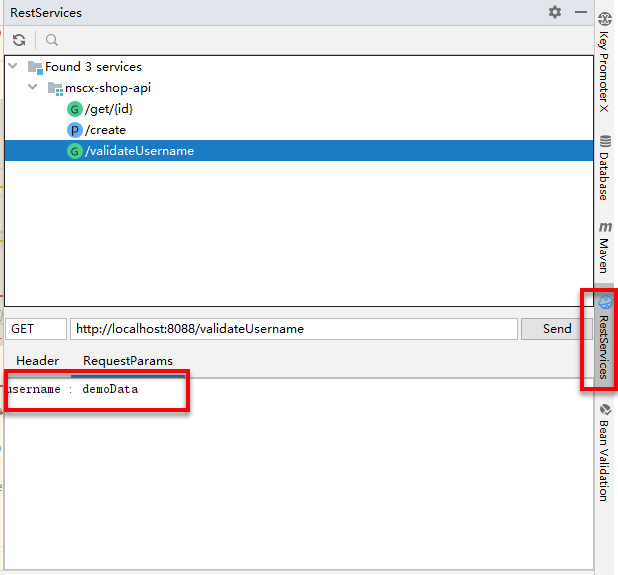 RestServices
Found 3 services
mscx-shop-api
G /get/{id}
P /create
G /validateUsername
GET http://localhost:8088/validateUsername Send
Header RequestParams
username : demoData
Key Promoter X
Database
m Maven
RestServices
Bean Validation